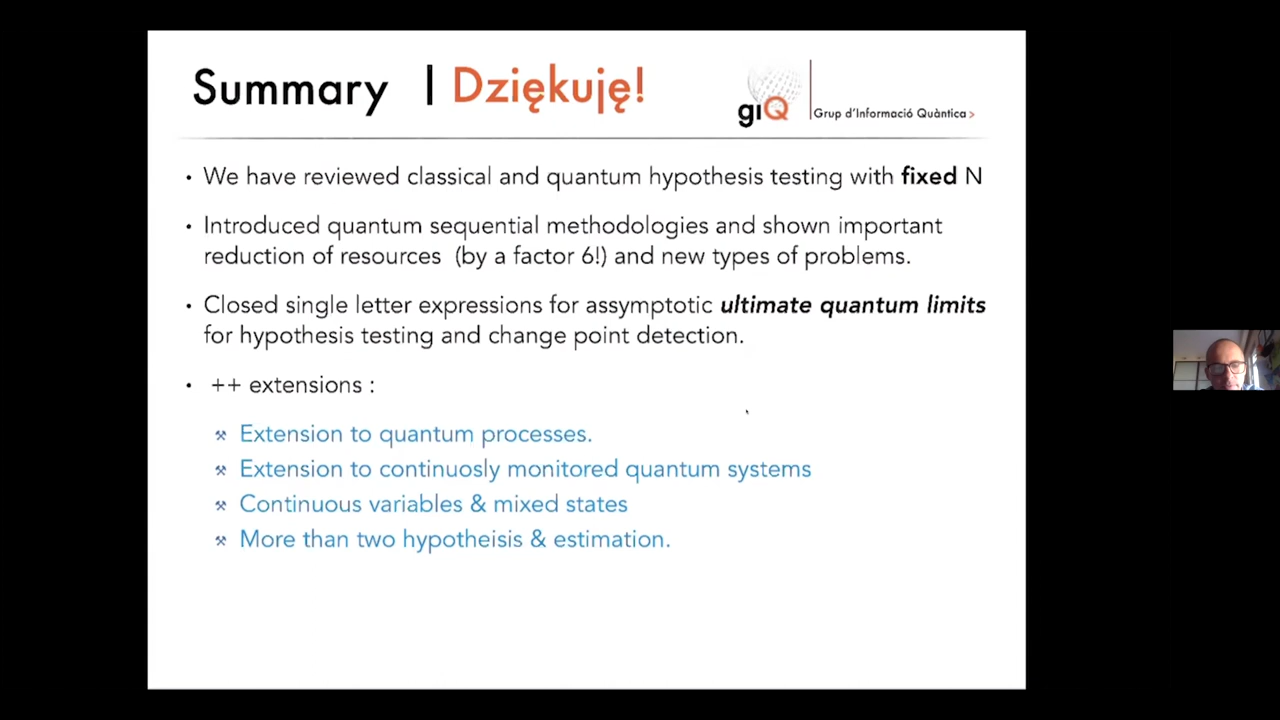 Summary | Dziękuję!
giQ Grup d'Informació Quàntica>
• We have reviewed classical and quantum hypothesis testing with fixed N
• Introduced quantum sequential methodologies and shown important
reduction of resources (by a factor 6!) and new types of problems.
• Closed single letter expressions for assymptotic ultimate quantum limits
for hypothesis testing and change point detection.
• ++ extensions :
Extension to quantum processes.
Extension to continuosly monitored quantum systems
Continuous variables & mixed states
More than two hypotheisis & estimation.